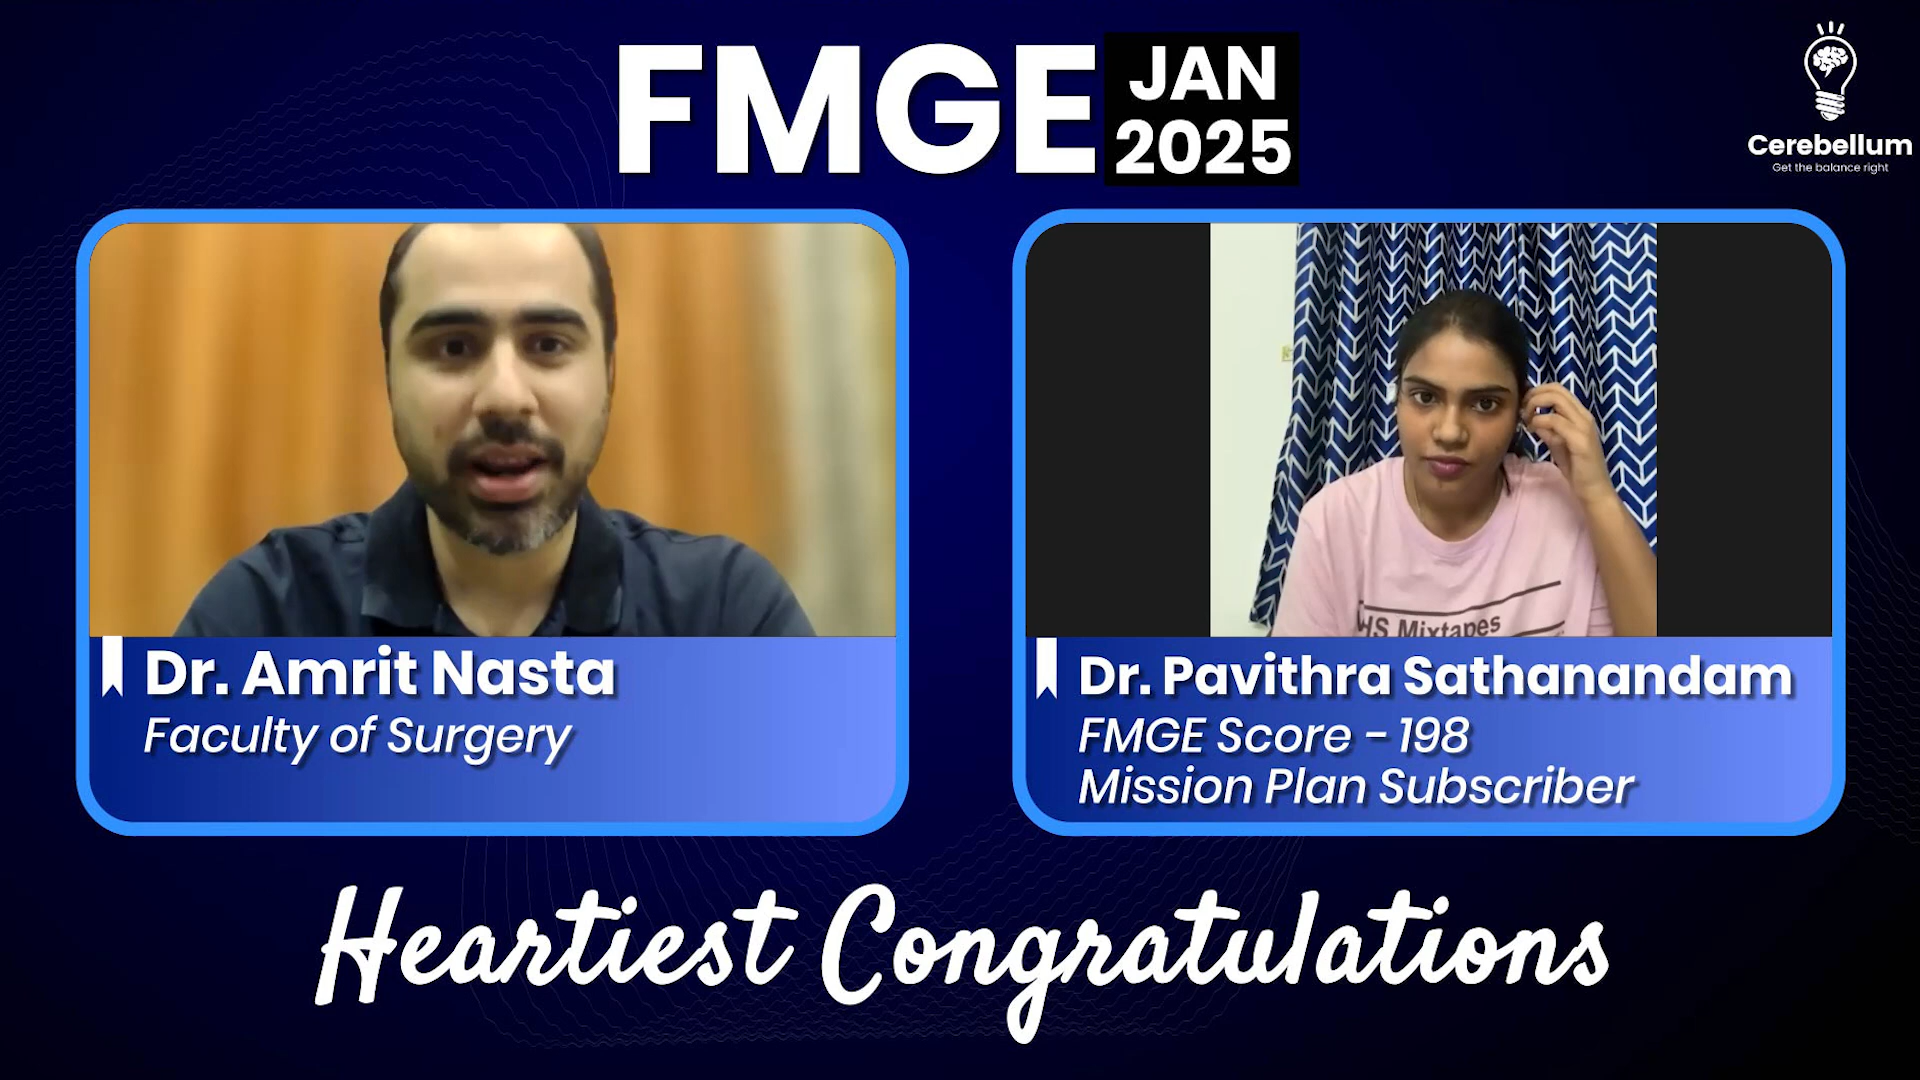 FMGE
JAN
2025
Cerebellum
Get the balance right
Dr. Amrit Nasta
Faculty of Surgery
HS Mixtapes
Dr. Pavithra Sathanandam
FMGE Score - 198
Mission Plan Subscriber
Heartiest Congratulations